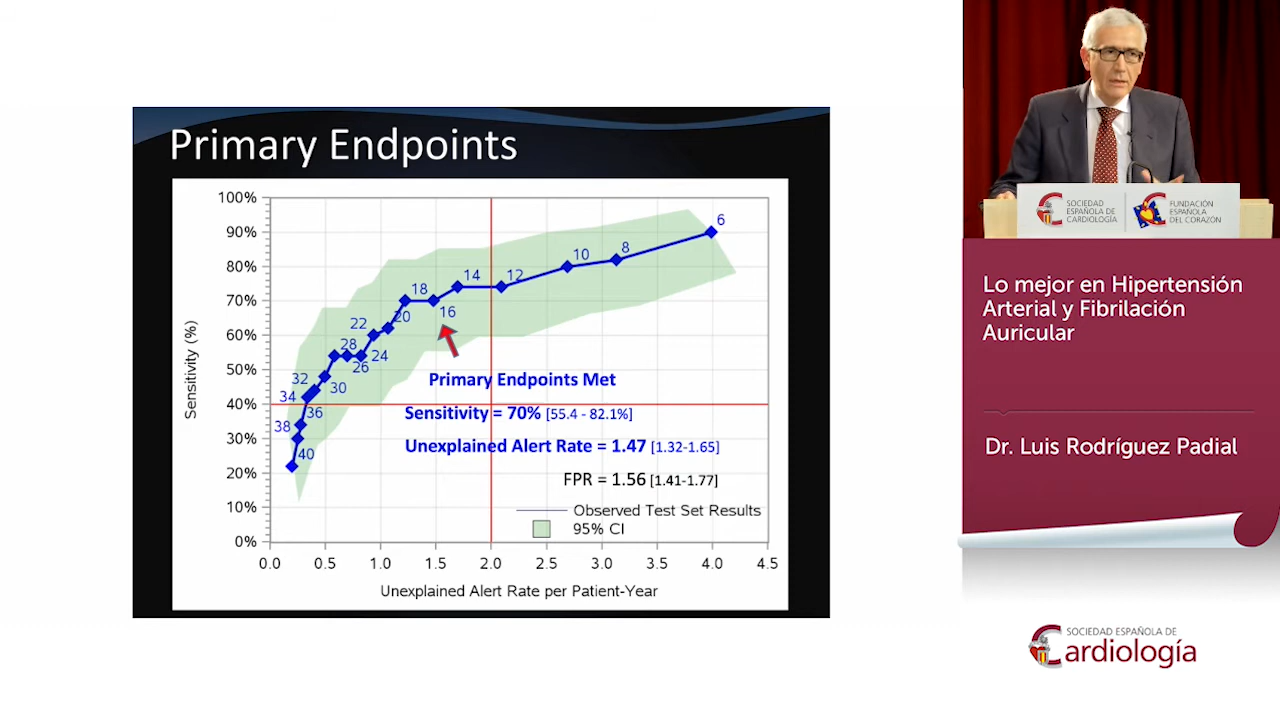 Primary Endpoints
100%
90%
80%
70%
60%
50%
40%
30%
20%
10%
0%
Sensitivity (%)
6
8
10
12
14
16
18
20
22
24
26
28
30
32
34
36
38
40
Primary Endpoints Met
Sensitivity = 70% [55.4 - 82.1%]
Unexplained Alert Rate = 1.47 [1.32-1.65]
FPR = 1.56 [1.41-1.77]
Observed Test Set Results
95% CI
0.0 0.5 1.0 1.5 2.0 2.5 3.0 3.5 4.0 4.5
Unexplained Alert Rate per Patient-Year
SOCIEDAD
ESPAÑOLA DE
CARDIOLOGÍA
FUNDACIÓN
ESPAÑOLA
DEL CORAZÓN
Lo mejor en Hipertensión
Arterial y Fibrilación
Auricular
Dr. Luis Rodríguez Padial
SOCIEDAD ESPAÑOLA DE
Cardiología